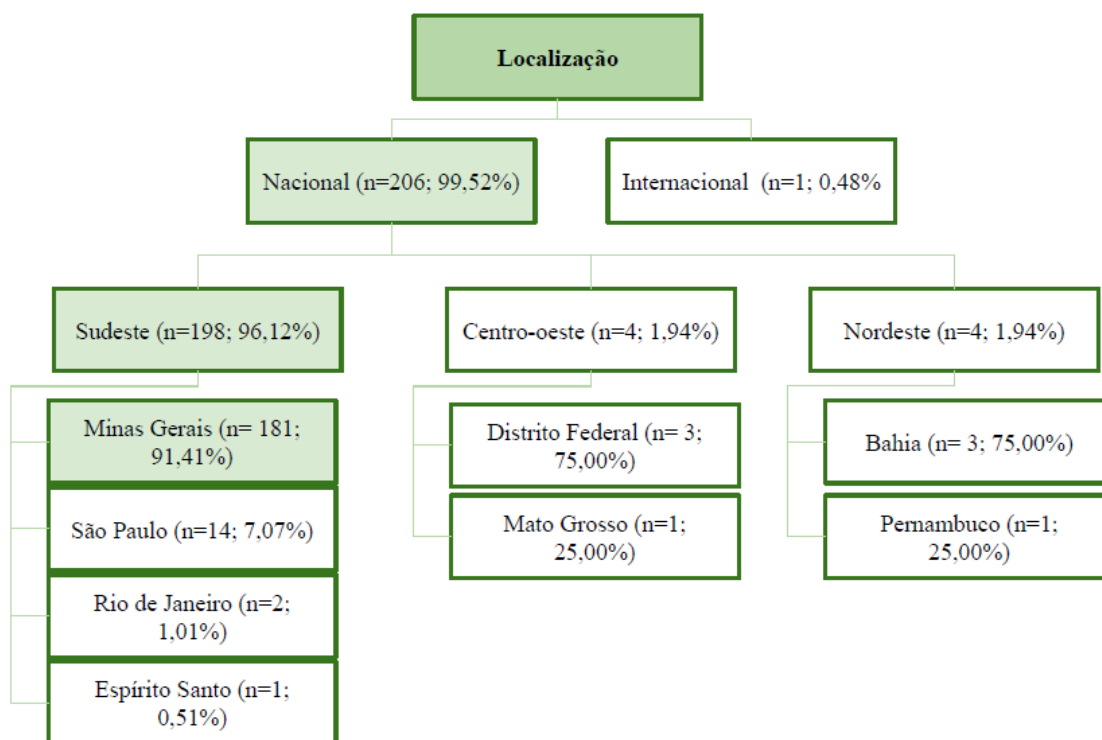 Localização
Nacional (n=206; 99,52%)
Internacional (n=1; 0,48%
Sudeste (n=198; 96,12%)
Centro-oeste (n=4; 1,94%)
Nordeste (n=4; 1,94%)
Minas Gerais (n= 181;
91,41%)
São Paulo (n=14; 7,07%)
Rio de Janeiro (n=2;
1,01%)
Espírito Santo (n=1;
0,51%)
Distrito Federal (n= 3;
75,00%)
Mato Grosso (n=1;
25,00%)
Bahia (n= 3; 75,00%)
Pernambuco (n=1;
25,00%)